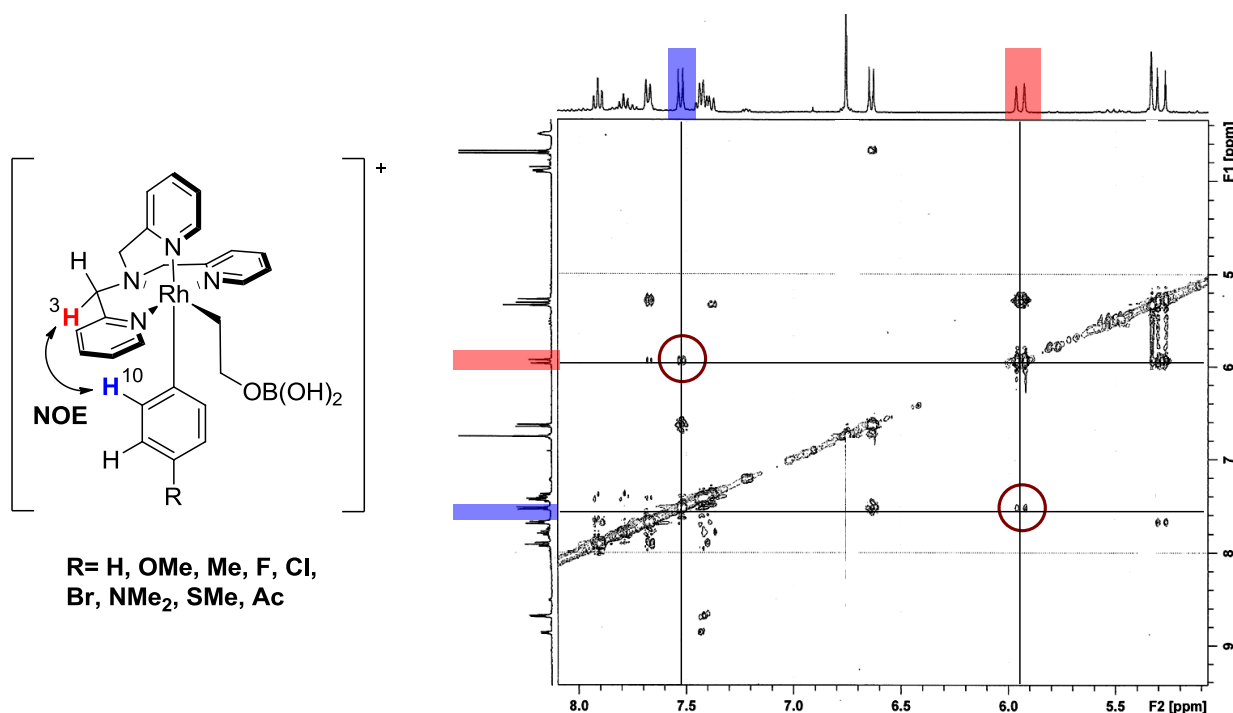 +
H
N
N
N
Rh
3
H
N
10
H
NOE
OB(OH)2
H
R
R= H, OMe, Me, F, Cl,
Br, NMe2, SMe, Ac
F1 [ppm]
5
6
7
8
9
8.0 7.5 7.0 6.5 6.0 5.5 F2 [ppm]